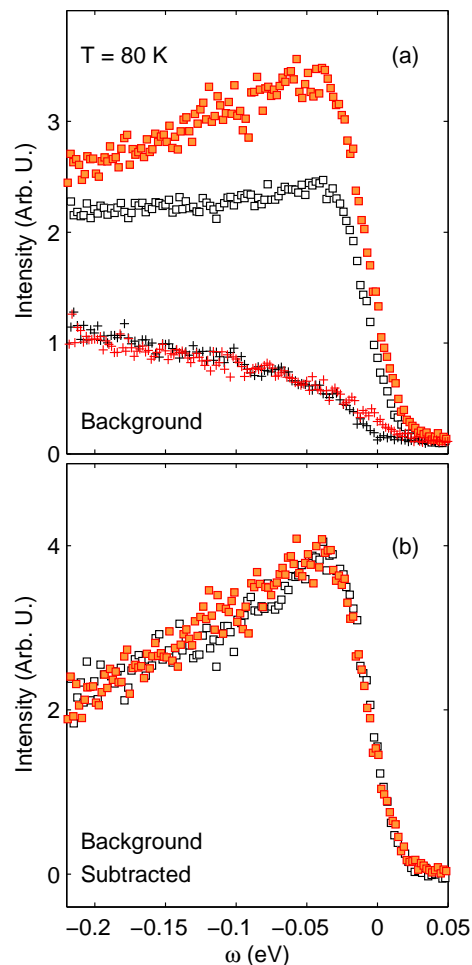 T = 80 K
(a)
3
2
1
0
Intensity (Arb. U.)
Background
(b)
4
2
0
Intensity (Arb. U.)
Background
Subtracted
−0.2
−0.15
−0.1
−0.05
0
0.05
ω (eV)